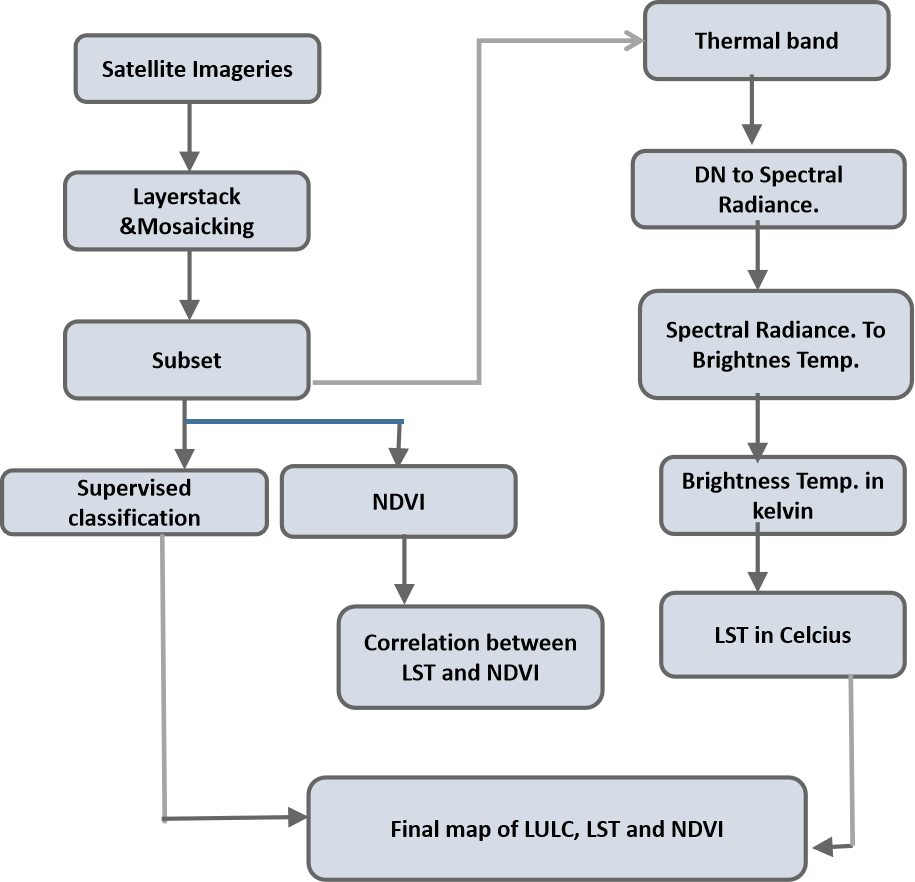 Satellite Imageries
Layerstack
&Mosaicking
Subset
Supervised
classification
NDVI
Correlation between
LST and NDVI
Thermal band
DN to Spectral
Radiance.
Spectral Radiance. To
Brightnes Temp.
Brightness Temp. in
kelvin
LST in Celcius
Final map of LULC, LST and NDVI